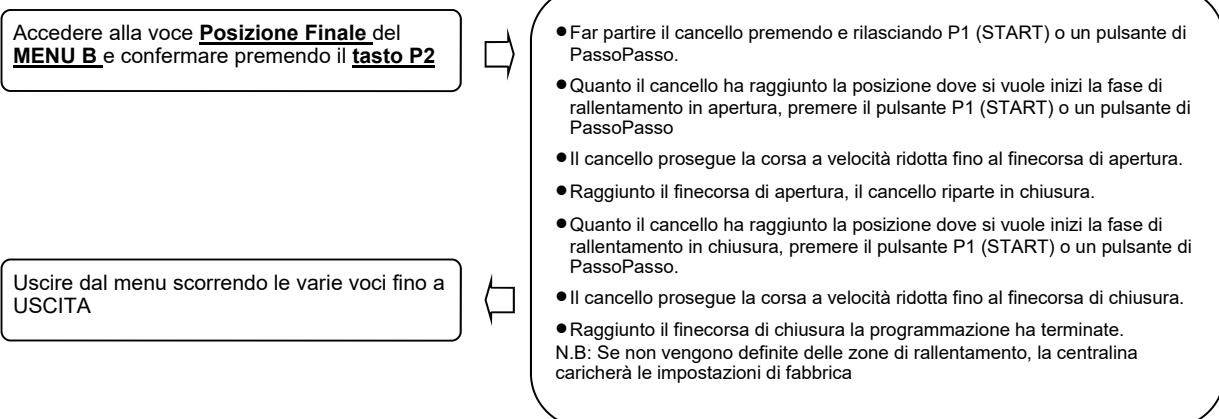 Accedere alla voce Posizione Finale del
MENU B e confermare premendo il tasto P2
●Far partire il cancello premendo e rilasciando P1 (START) o un pulsante di
PassoPasso.
●Quanto il cancello ha raggiunto la posizione dove si vuole inizi la fase di
rallentamento in apertura, premere il pulsante P1 (START) o un pulsante di
PassoPasso
●Il cancello prosegue la corsa a velocità ridotta fino al finecorsa di apertura.
●Raggiunto il finecorsa di apertura, il cancello riparte in chiusura.
●Quanto il cancello ha raggiunto la posizione dove si vuole inizi la fase di
rallentamento in chiusura, premere il pulsante P1 (START) o un pulsante di
PassoPasso.
●Il cancello prosegue la corsa a velocità ridotta fino al finecorsa di chiusura.
●Raggiunto il finecorsa di chiusura la programmazione ha terminate.
N.B: Se non vengono definite delle zone di rallentamento, la centralina
caricherà le impostazioni di fabbrica
Uscire dal menu scorrendo le varie voci fino a
USCITA